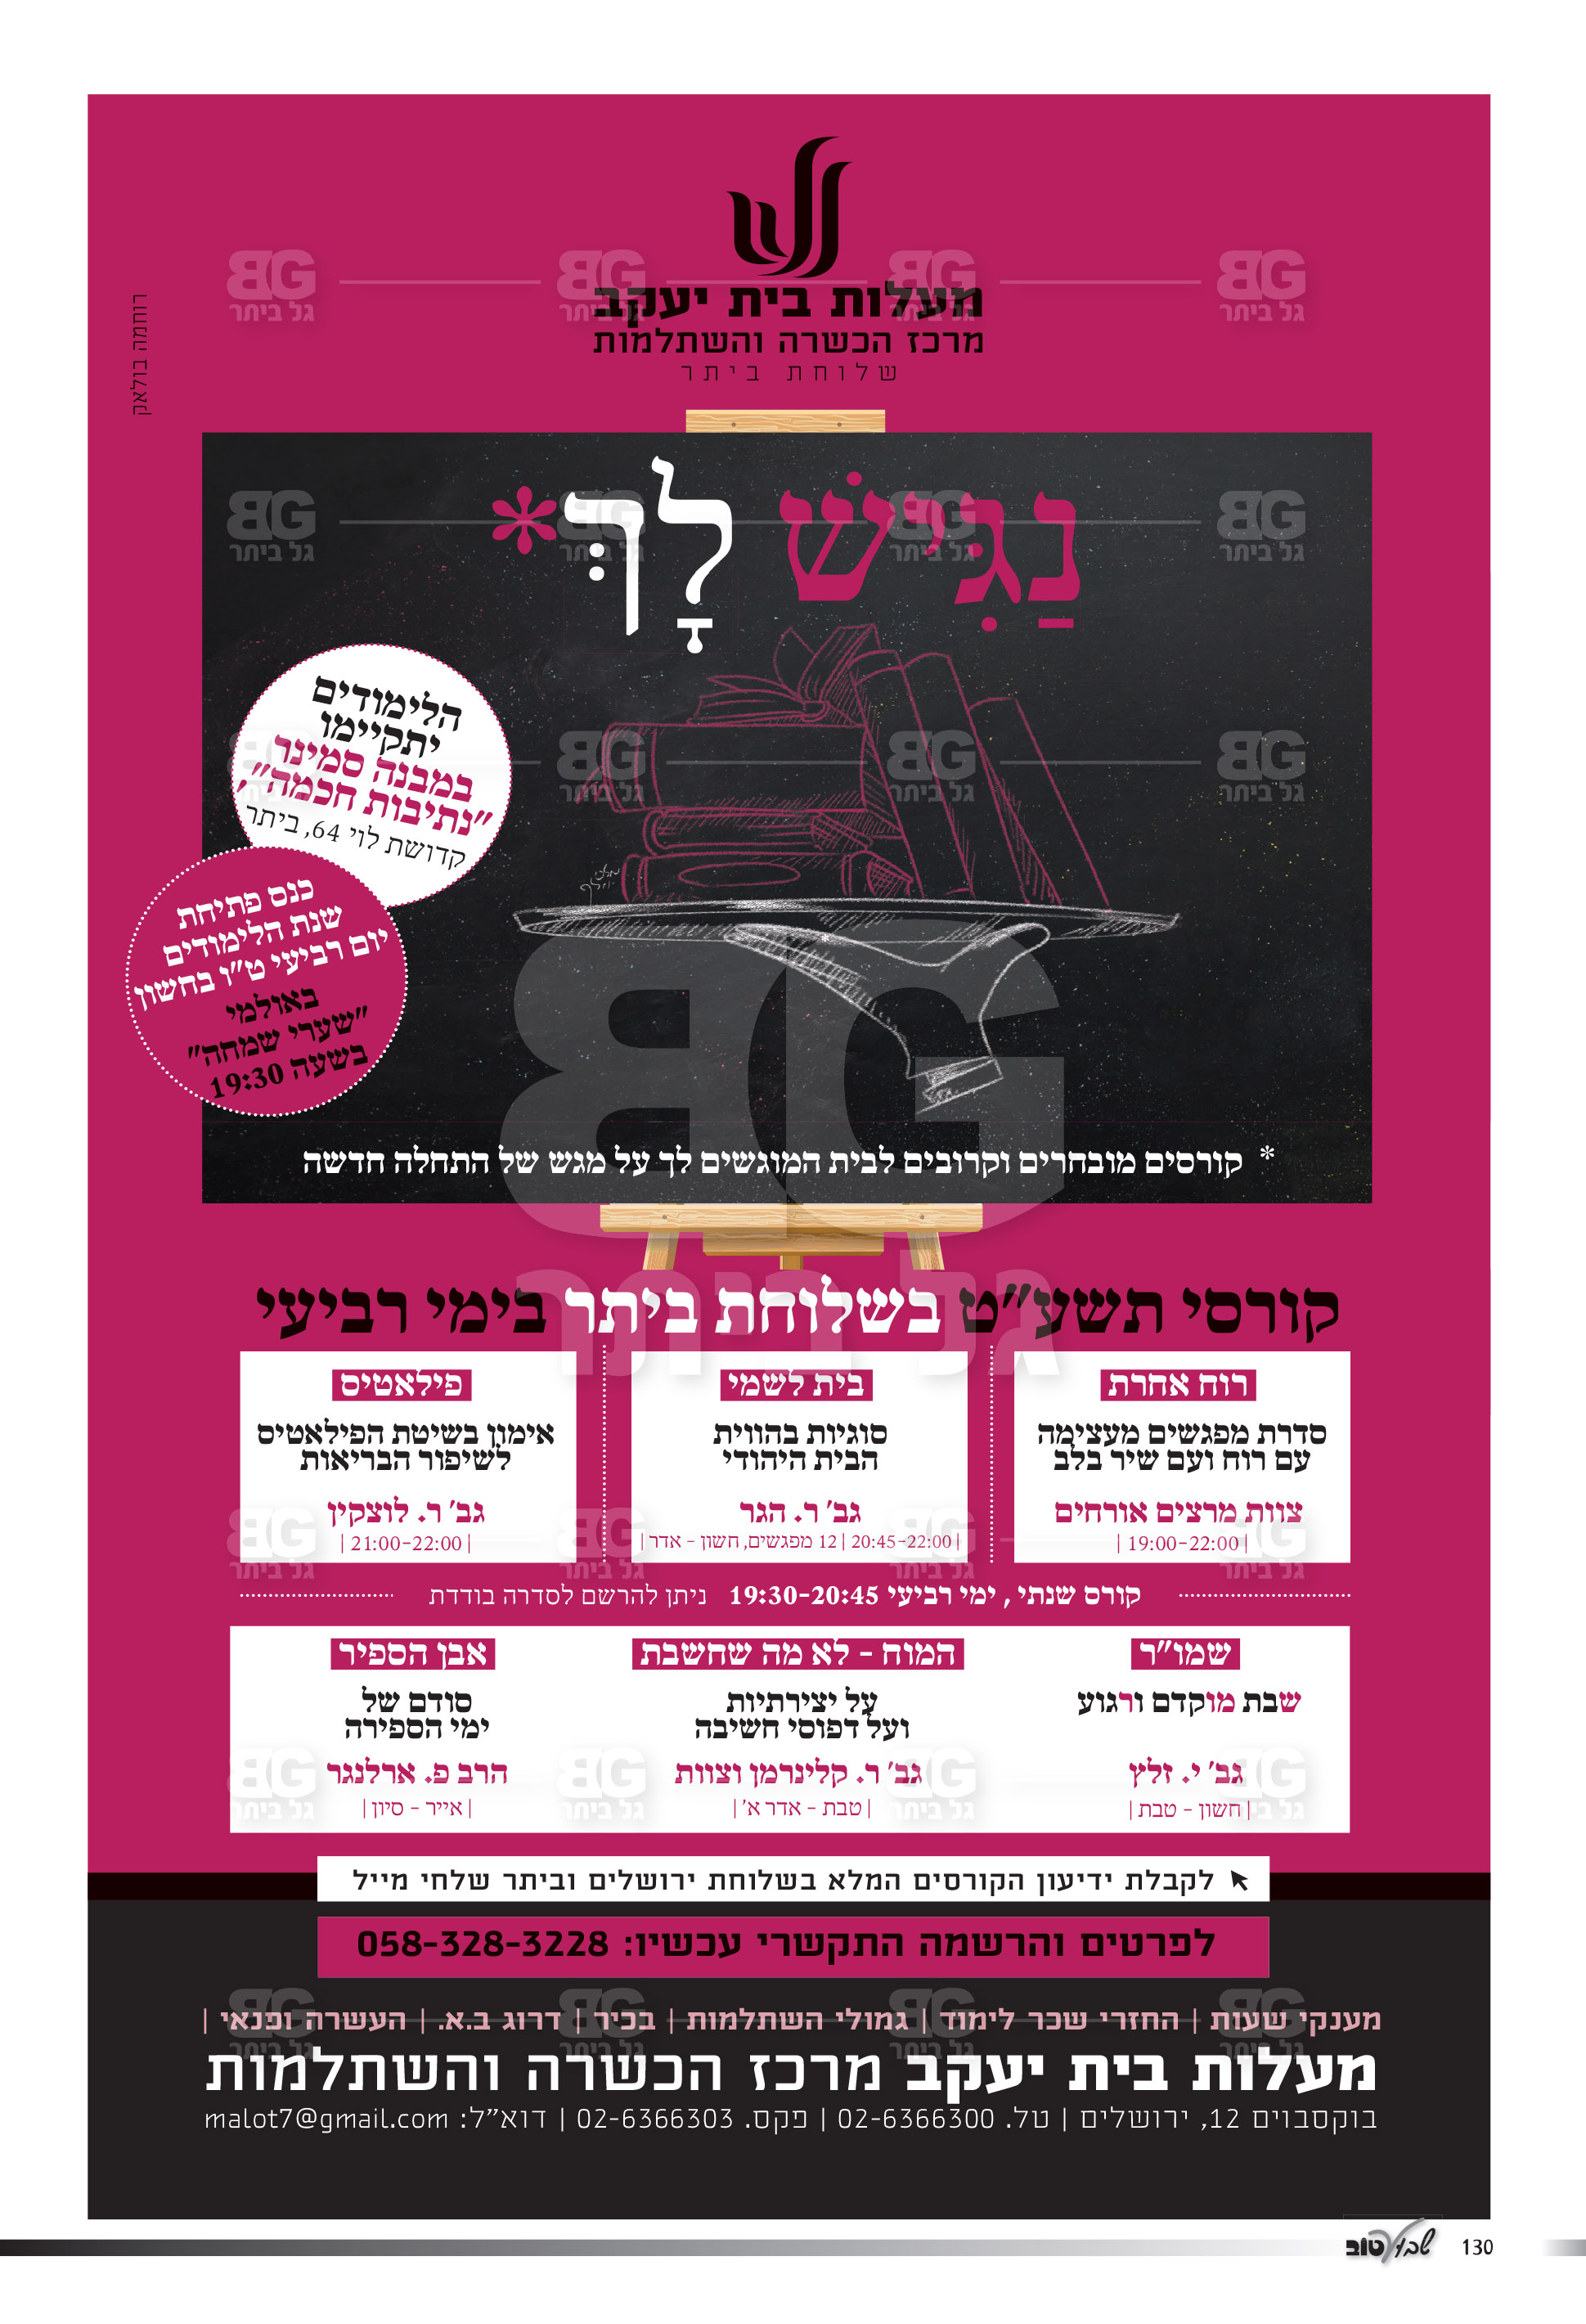 מעלות בית יעקב
מרכז הכשרה והשתלמות
שלוחת ביתר
רוחמה בולאק
נַגִּישׁ לָךְ*
הלימודים
יתקיימו
במבנה סמינר
"נתיבות חכמה",
קדושת לוי 64, ביתר
כנס פתיחת
שנת הלימודים
יום רביעי ט"ן בחשון
באולמי
"שערי שמחה"
בשעה 19:30
* קורסים מובחרים וקרובים לבית המוגשים לך על מגש של התחלה חדשה
קורסי תשע"ט בשלוחת ביתר בימי רביעי
רוח אחרת
סדרת מפגשים מעצימה
עם רוח ועם שיר בלב
צוות מרצים אורחים
| 19:00-22:00 |
בית לשמי
סוגיות בהווית
הבית היהודי
גב' ר. הגר
| 20:45-22:00 | 12 מפגשים, חשון - אדר |
פילאטיס
אימון בשיטת הפילאטיס
לשיפור הבריאות
גב' ר. לוצקין
| 21:00-22:00 |
קורס שנתי , ימי רביעי 19:30-20:45 ניתן להרשם לסדרה בודדת
שמו"ר
שבת מוקדם ורגוע
גב' י. זלץ
| חשון - טבת |
המוח - לא מה שחשבת
על יצירתיות
ועל דפוסי חשיבה
גב' ר. קלינרמן וצוות
| טבת - אדר א' |
אבן הספיר
סודם של
ימי הספירה
הרב פ. ארלנגר
| אייר - סיון |
לקבלת ידיעון הקורסים המלא בשלוחת ירושלים וביתר שלחי מייל
לפרטים והרשמה התקשרי עכשיו: 058-328-3228
מענקי שעות | החזרי שכר לימוד | גמולי השתלמות | בכיר | דרוג ב.א. | העשרה ופנאי |
מעלות בית יעקב מרכז הכשרה והשתלמות
בוקסבוים 12, ירושלים | טל. 02-6366300 | פקס. 02-6366303 | דוא"ל: malot7@gmail.com
BG
גל ביתר
שבוע טוב
130